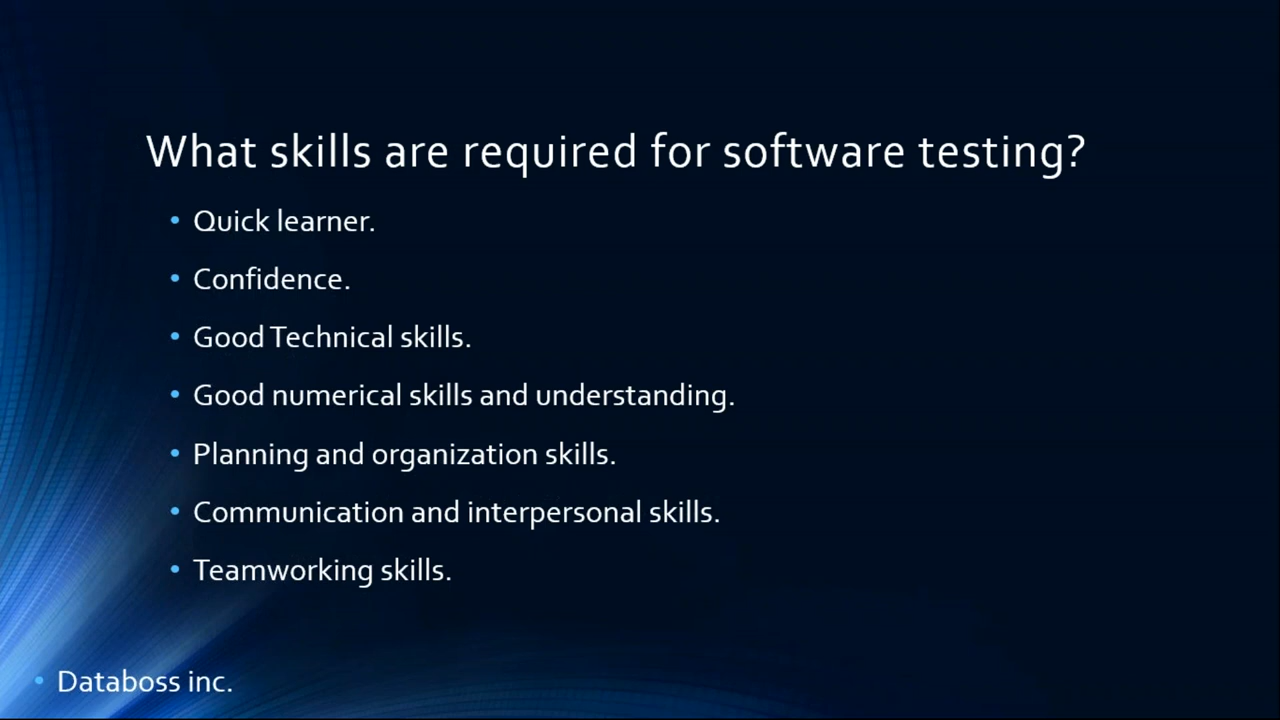 What skills are required for software testing?
• Quick learner.
• Confidence.
• Good Technical skills.
• Good numerical skills and understanding.
• Planning and organization skills.
• Communication and interpersonal skills.
• Teamworking skills.
• Databoss inc.